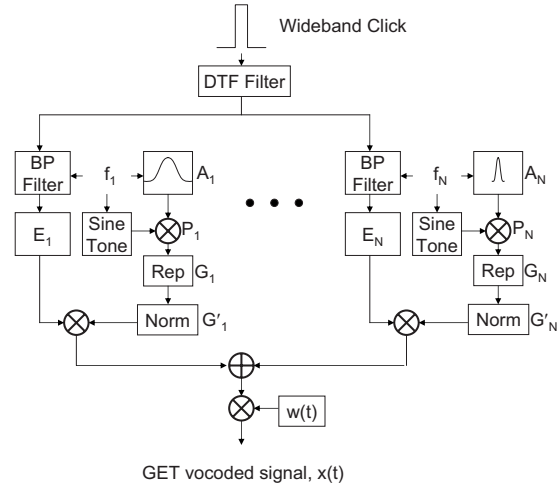 Wideband Click
DTF Filter
BP
Filter
f1
A1
E1
Sine
Tone
P1
Rep
G1
Norm
G'1
• • •
BP
Filter
fN
AN
EN
Sine
Tone
PN
Rep
GN
Norm
G'N
w(t)
GET vocoded signal, x(t)